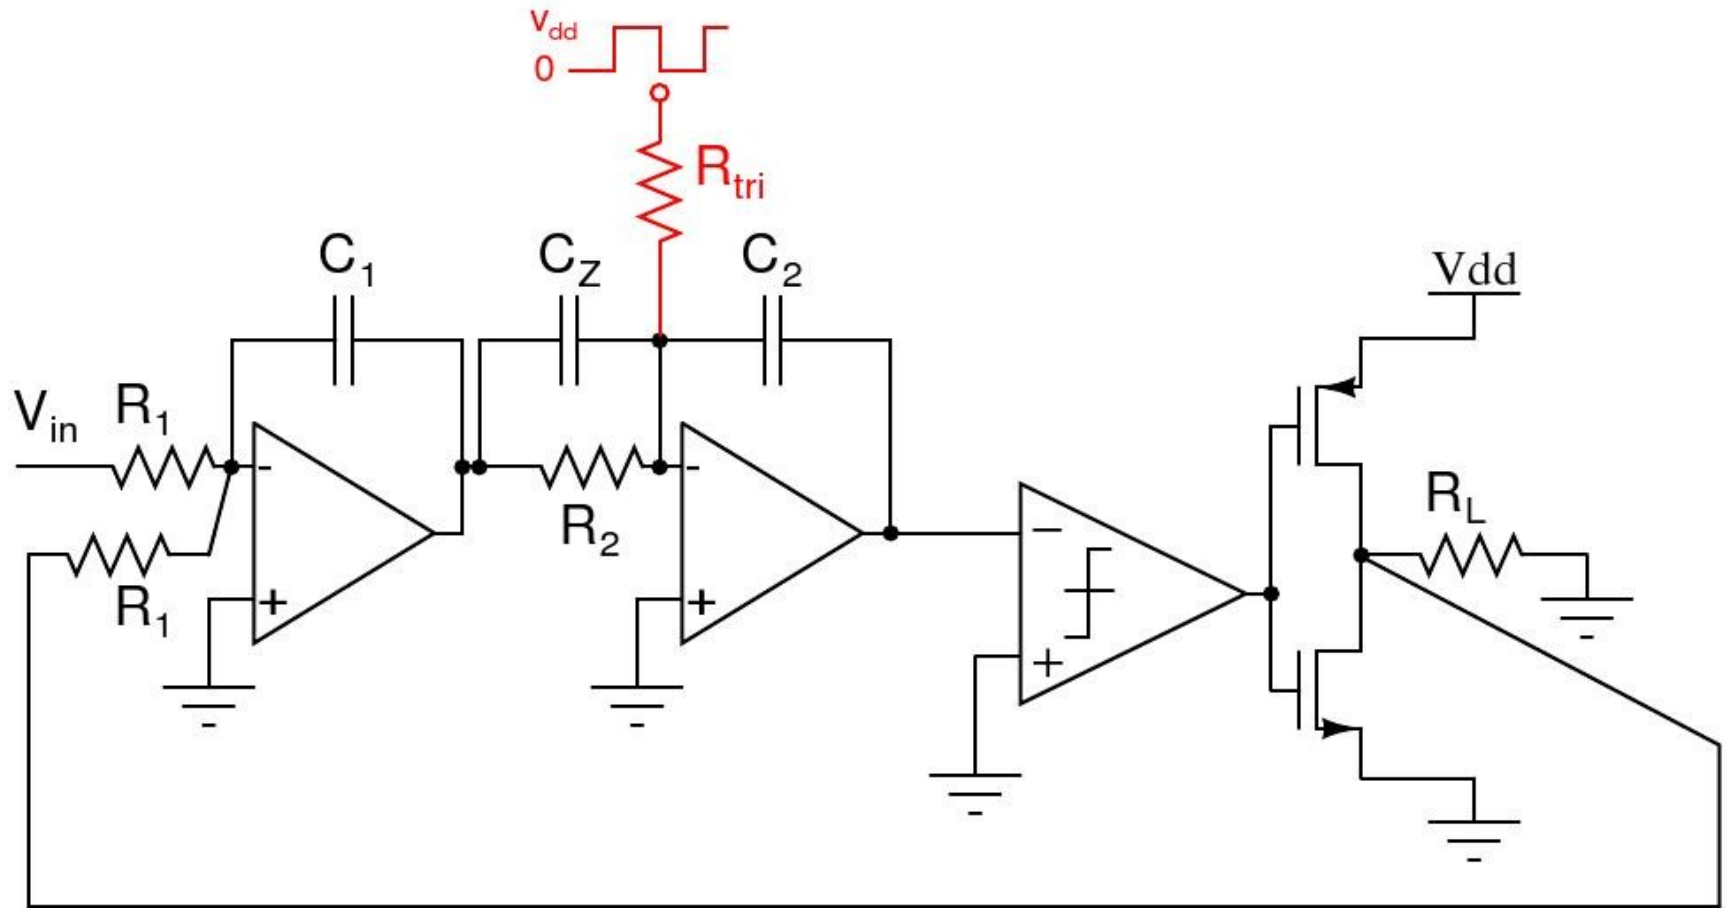 Vdd
0
Rtri
C1
CZ
C2
Vdd
Vin
R1
-
-
R2
RL
R1
+
+
−
+